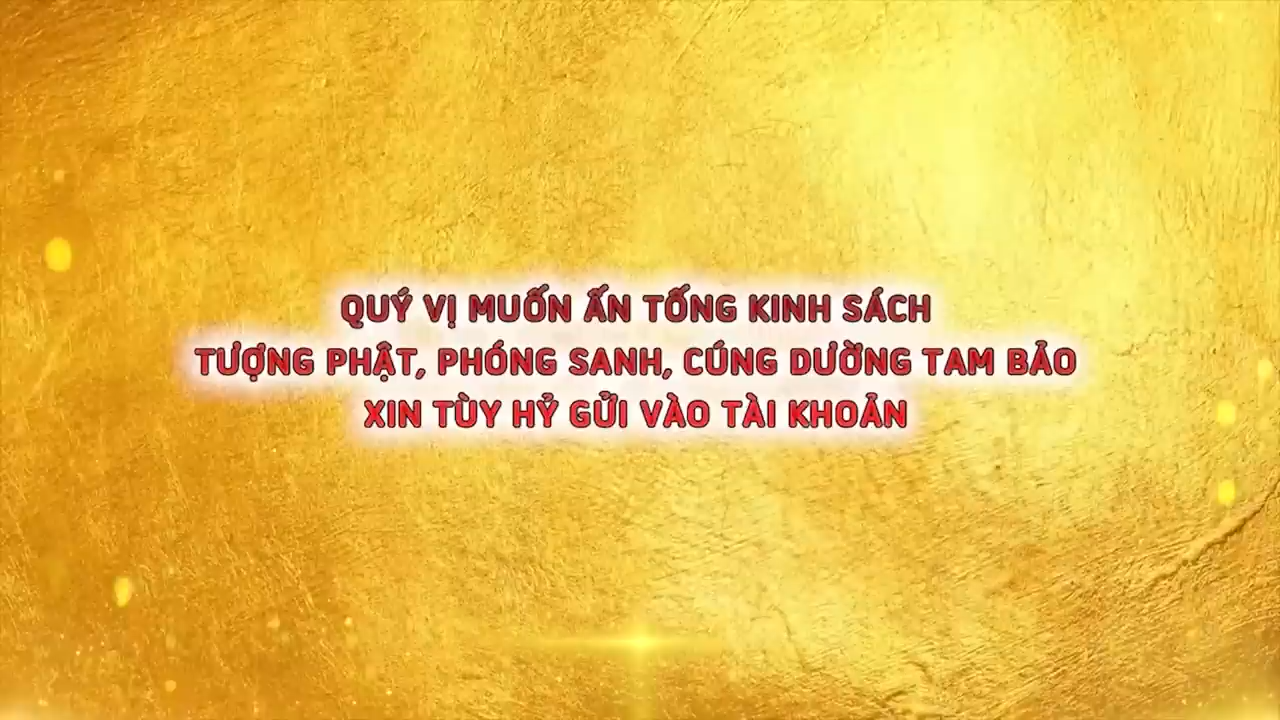 QUÝ VỊ MUỐN ẤN TỐNG KINH SÁCH
TƯỢNG PHẬT, PHÓNG SANH, CÚNG DƯỜNG TAM BẢO
XIN TÙY HỶ GỬI VÀO TÀI KHOẢN